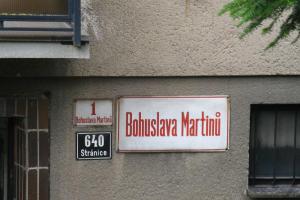 1
Bohuslava Martinů
640
Stránice
Bohuslava Martinů